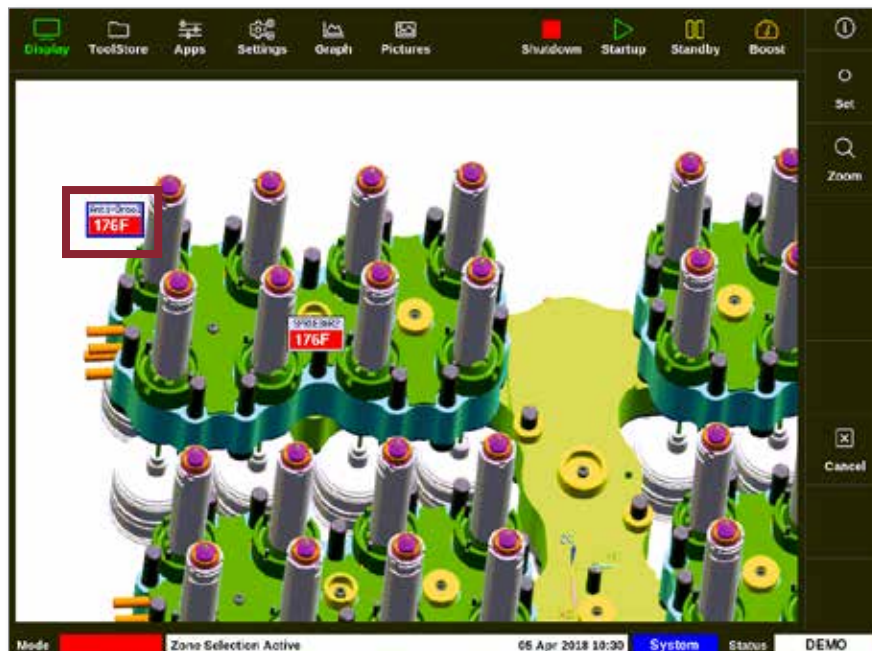 Display ToolStore Apps Settings Graph Pictures Shutdown Startup Standby Boost
Set
Zoom
176F
176F
Cancel
Mode Zone Selection Active 05 Apr 2018 10:30 System Status DEMO